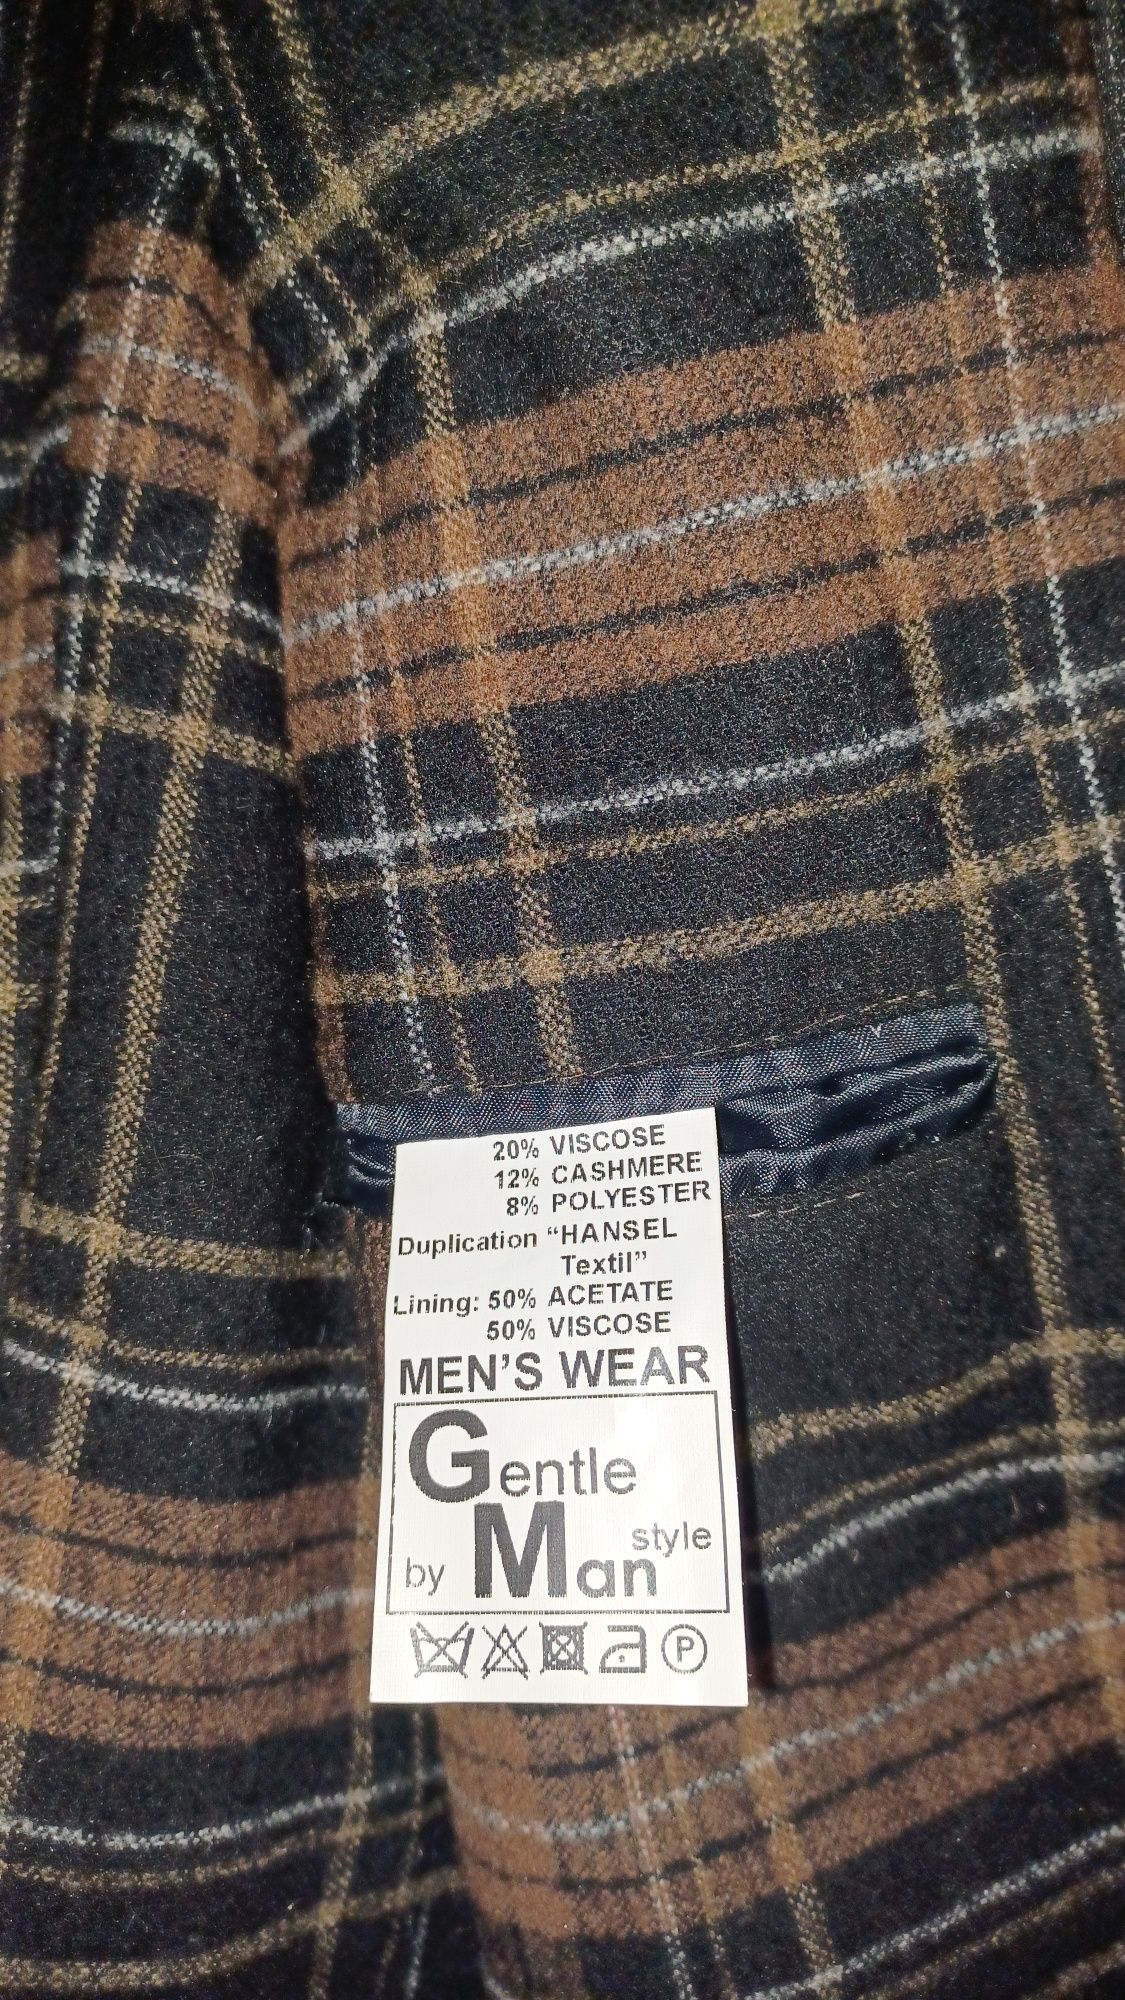 20% VISCOSE
12% CASHMERE
8% POLYESTER
Duplication “HANSEL
Textil”
Lining: 50% ACETATE
50% VISCOSE
MEN’S WEAR
Gentle
by Man style
P